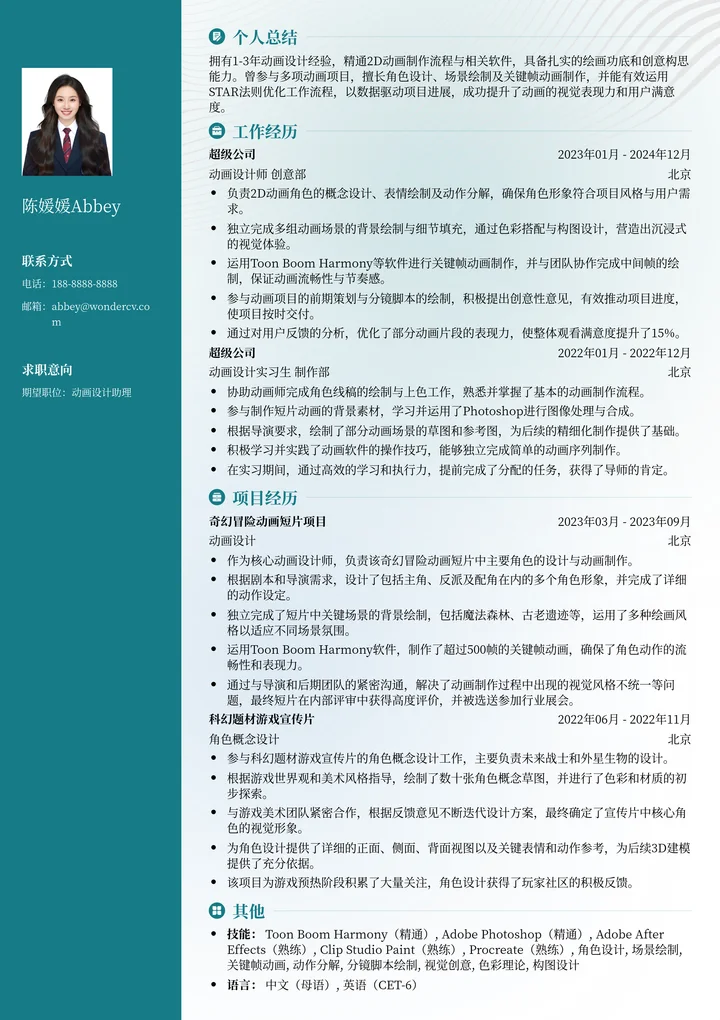 陈媛媛Abbey
联系方式
电话：188-8888-8888
邮箱：abbey@wondercv.co
m
求职意向
期望职位：动画设计助理
个人总结
拥有1-3年动画设计经验，精通2D动画制作流程与相关软件，具备扎实的绘画功底和创意构思
能力。曾参与多项动画项目，擅长角色设计、场景绘制及关键帧动画制作，并能有效运用
STAR法则优化工作流程，以数据驱动项目进展，成功提升了动画的视觉表现力和用户满意
度。
工作经历
超级公司 2023年01月 - 2024年12月
动画设计师 创意部 北京
• 负责2D动画角色的概念设计、表情绘制及动作分解，确保角色形象符合项目风格与用户需
求。
• 独立完成多组动画场景的背景绘制与细节填充，通过色彩搭配与构图设计，营造出沉浸式
的视觉体验。
• 运用Toon Boom Harmony等软件进行关键帧动画制作，并与团队协作完成中间帧的绘
制，保证动画流畅性与节奏感。
• 参与动画项目的前期策划与分镜脚本的绘制，积极提出创意性意见，有效推动项目进度，
使项目按时交付。
• 通过对用户反馈的分析，优化了部分动画片段的表现力，使整体观看满意度提升了15%。
超级公司 2022年01月 - 2022年12月
动画设计实习生 制作部 北京
• 协助动画师完成角色线稿的绘制与上色工作，熟悉并掌握了基本的动画制作流程。
• 参与制作短片动画的背景素材，学习并运用了Photoshop进行图像处理与合成。
• 根据导演要求，绘制了部分动画场景的草图和参考图，为后续的精细化制作提供了基础。
• 积极学习并实践了动画软件的操作技巧，能够独立完成简单的动画序列制作。
• 在实习期间，通过高效的学习和执行力，提前完成了分配的任务，获得了导师的肯定。
项目经历
奇幻冒险动画短片项目 2023年03月 - 2023年09月
动画设计 北京
• 作为核心动画设计师，负责该奇幻冒险动画短片中主要角色的设计与动画制作。
• 根据剧本和导演需求，设计了包括主角、反派及配角在内的多个角色形象，并完成了详细
的动作设定。
• 独立完成了短片中关键场景的背景绘制，包括魔法森林、古老遗迹等，运用了多种绘画风
格以适应不同场景氛围。
• 运用Toon Boom Harmony软件，制作了超过500帧的关键帧动画，确保了角色动作的流
畅性和表现力。
• 通过与导演和后期团队的紧密沟通，解决了动画制作过程中出现的视觉风格不统一等问
题，最终短片在内部评审中获得高度评价，并被选送参加行业展会。
科幻题材游戏宣传片 2022年06月 - 2022年11月
角色概念设计 北京
• 参与科幻题材游戏宣传片的角色概念设计工作，主要负责未来战士和外星生物的设计。
• 根据游戏世界观和美术风格指导，绘制了数十张角色概念草图，并进行了色彩和材质的初
步探索。
• 与游戏美术团队紧密合作，根据反馈意见不断迭代设计方案，最终确定了宣传片中核心角
色的视觉形象。
• 为角色设计提供了详细的正面、侧面、背面视图以及关键表情和动作参考，为后续3D建模
提供了充分依据。
• 该项目为游戏预热阶段积累了大量关注，角色设计获得了玩家社区的积极反馈。
其他
• 技能： Toon Boom Harmony（精通）, Adobe Photoshop（精通）, Adobe After
Effects（熟练）, Clip Studio Paint（熟练）, Procreate（熟练）, 角色设计, 场景绘制,
关键帧动画, 动作分解, 分镜脚本绘制, 视觉创意, 色彩理论, 构图设计
• 语言： 中文（母语）, 英语（CET-6）